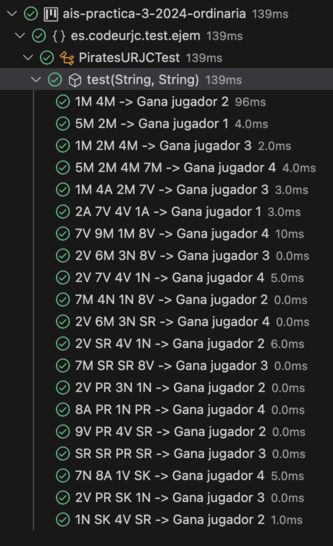 ais-practica-3-2024-ordinaria 139ms
{ } es.codeurjc.test.ejem 139ms
PiratesURJCTest 139ms
test(String, String) 139ms
1M 4M -> Gana jugador 2 96ms
5M 2M -> Gana jugador 1 4.0ms
1M 2M 4M -> Gana jugador 3 2.0ms
5M 2M 4M 7M -> Gana jugador 4 4.0ms
1M 4A 2M 7V -> Gana jugador 3 3.0ms
2A 7V 4V 1A -> Gana jugador 1 3.0ms
7V 9M 1M 8V -> Gana jugador 4 10ms
2V 6M 3N 8V -> Gana jugador 3 0.0ms
2V 7V 4V 1N -> Gana jugador 4 5.0ms
7M 4N 1N 8V -> Gana jugador 2 0.0ms
2V 6M 3N SR -> Gana jugador 4 0.0ms
2V SR 4V 1N -> Gana jugador 2 6.0ms
7M SR SR 8V -> Gana jugador 3 0.0ms
2V PR 3N 1N -> Gana jugador 2 0.0ms
8A PR 1N PR -> Gana jugador 4 0.0ms
9V PR 4V SR -> Gana jugador 2 0.0ms
SR SR PR SR -> Gana jugador 3 0.0ms
7N 8A 1V SK -> Gana jugador 4 5.0ms
2V PR SK 1N -> Gana jugador 3 0.0ms
1N SK 4V SR -> Gana jugador 2 1.0ms